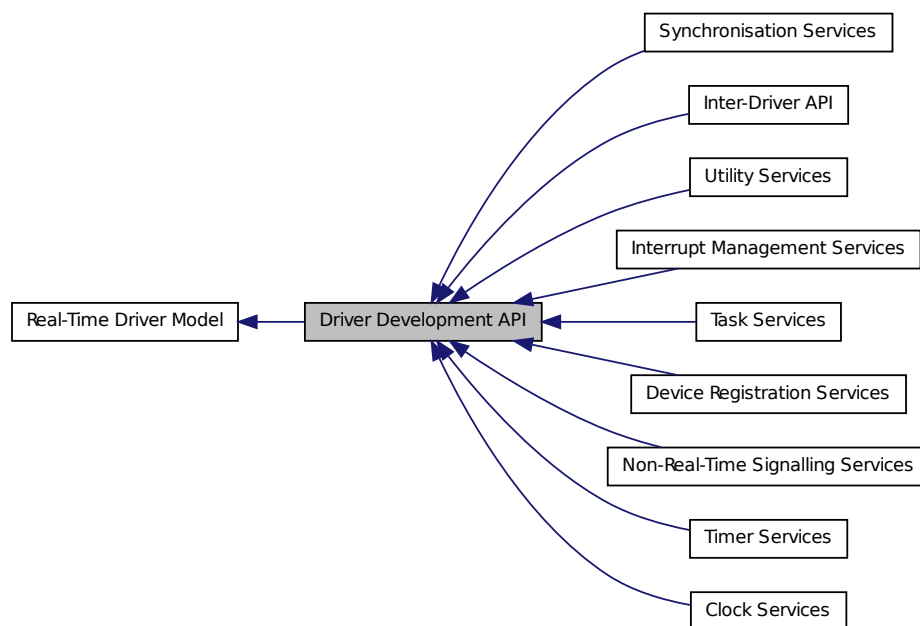 Synchronisation Services
Inter-Driver API
Utility Services
Interrupt Management Services
Real-Time Driver Model
Driver Development API
Task Services
Device Registration Services
Non-Real-Time Signalling Services
Timer Services
Clock Services